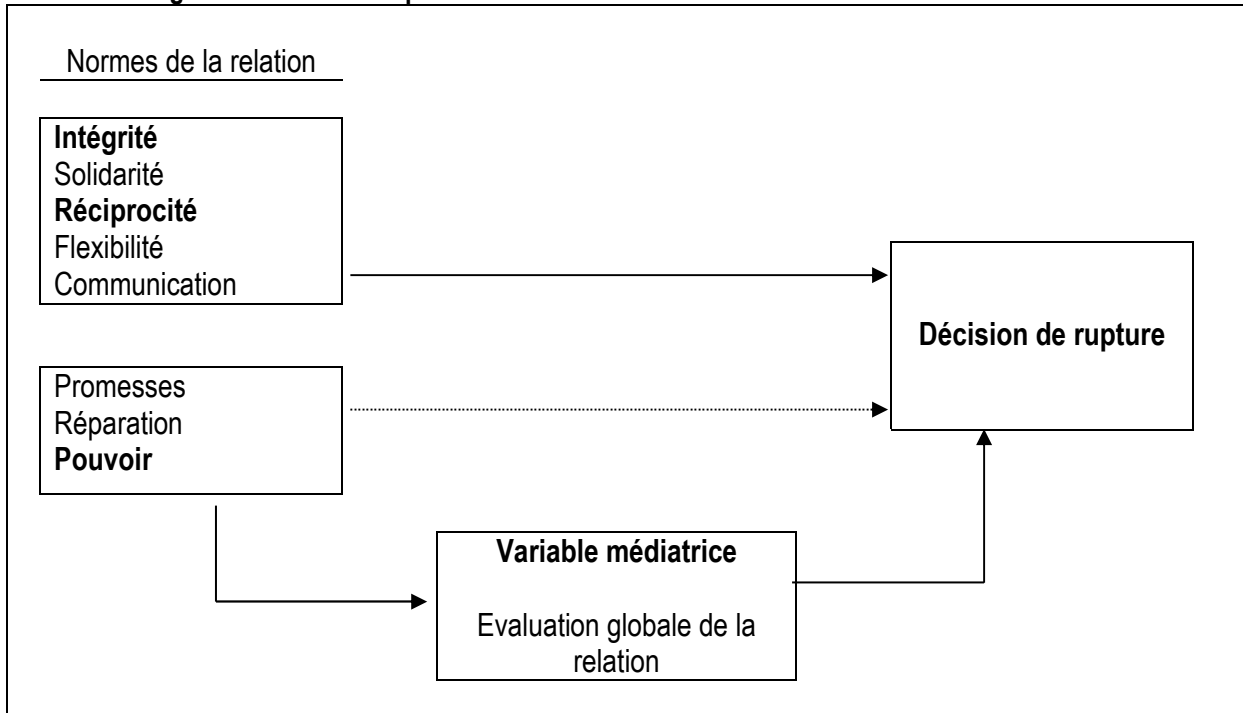 Normes de la relation
Intégrité
Solidarité
Réciprocité
Flexibilité
Communication
Décision de rupture
Promesses
Réparation
Pouvoir
Variable médiatrice
Evaluation globale de la
relation